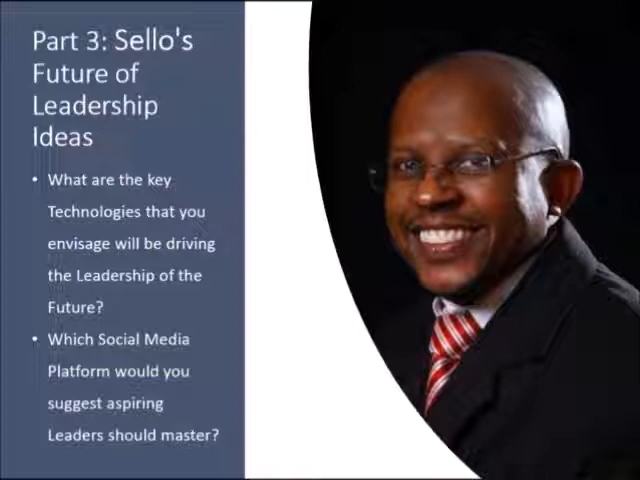 Part 3: Sello's
Future of
Leadership
Ideas
• What are the key
Technologies that you
envisage will be driving
the Leadership of the
Future?
• Which Social Media
Platform would you
suggest aspiring
Leaders should master?